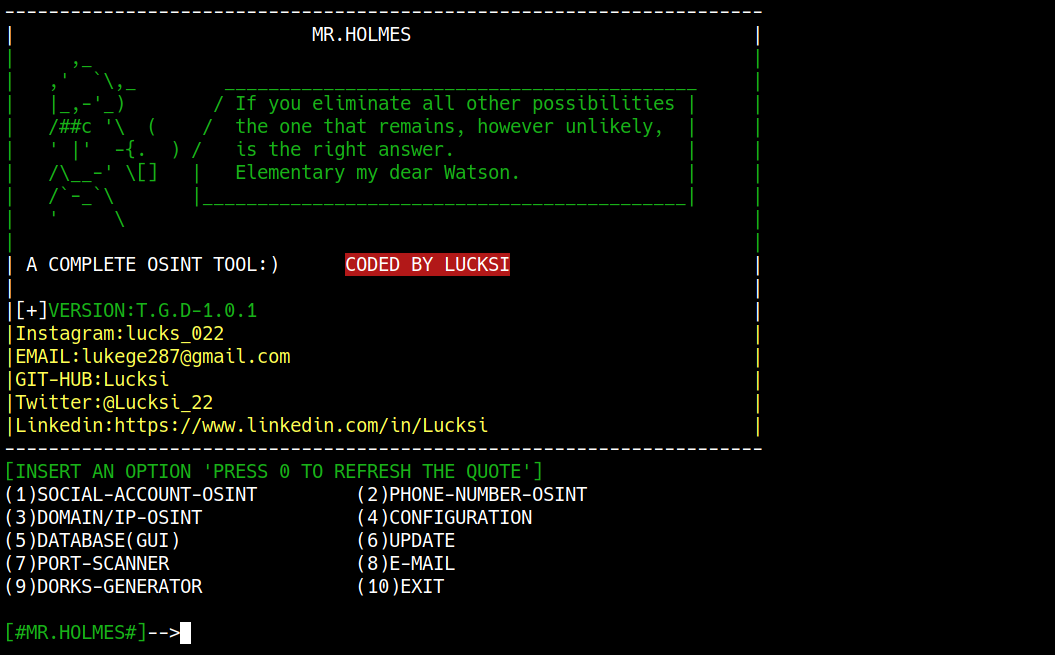 MR.HOLMES
If you eliminate all other possibilities
the one that remains, however unlikely,
is the right answer.
Elementary my dear Watson.
A COMPLETE OSINT TOOL:) CODED BY LUCKSI
[+]VERSION:T.G.D-1.0.1
Instagram:lucks_022
EMAIL:lukege287@gmail.com
GIT-HUB:Lucksi
Twitter:@Lucksi_22
Linkedin:https://www.linkedin.com/in/Lucksi
[INSERT AN OPTION 'PRESS 0 TO REFRESH THE QUOTE']
(1)SOCIAL-ACCOUNT-OSINT (2)PHONE-NUMBER-OSINT
(3)DOMAIN/IP-OSINT (4)CONFIGURATION
(5)DATABASE(GUI) (6)UPDATE
(7)PORT-SCANNER (8)E-MAIL
(9)DORKS-GENERATOR (10)EXIT
[#MR.HOLMES#]-->